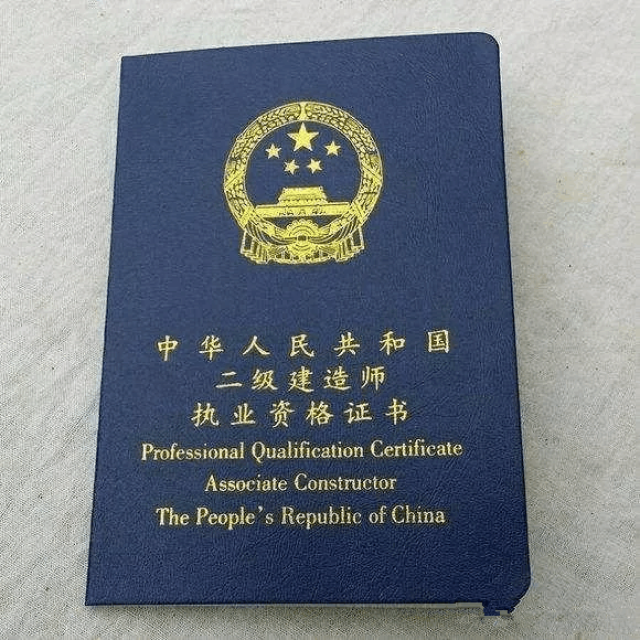 中华人民共和国
二级建造师
执业资格证书
Professional Qualification Certificate
Associate Constructor
The People's Republic of China